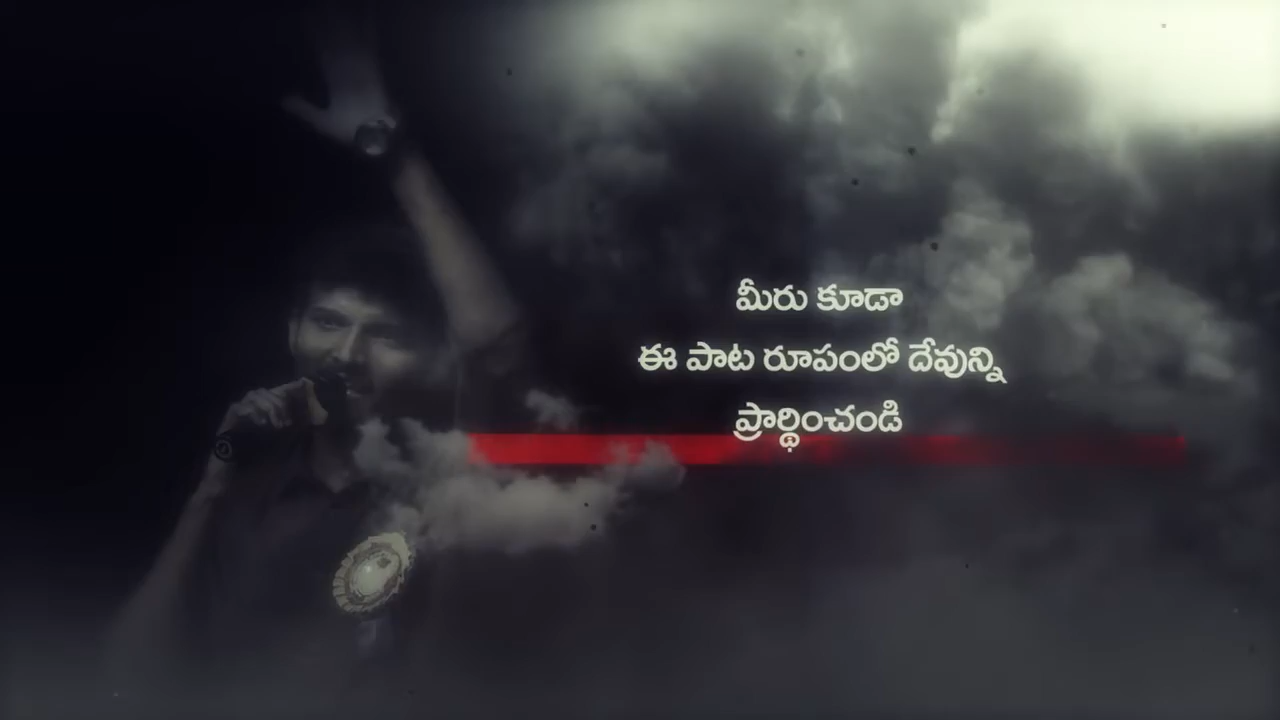 మీరు కూడా
ఈ పాట రూపంలో దేవున్ని
ప్రార్థించండి